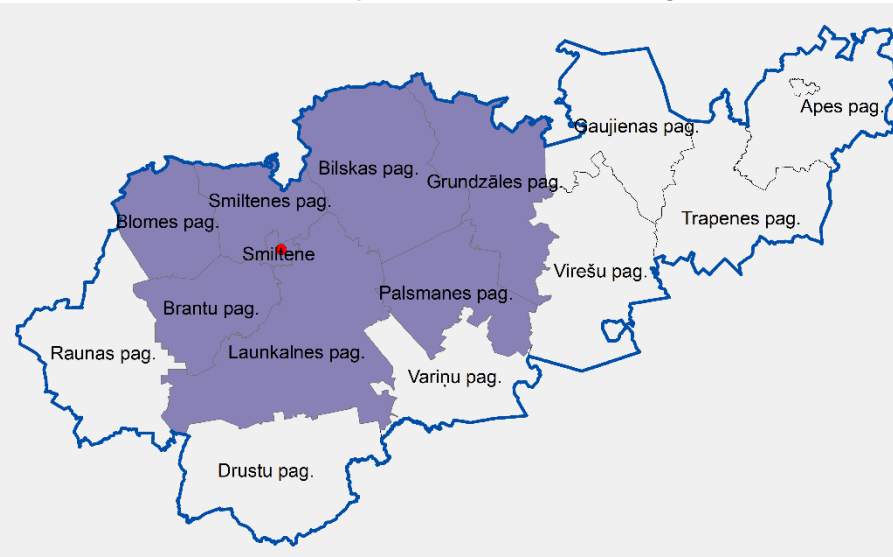 Apes pag.
Gaujienas pag.
Bilskas pag.
Grundzāles pag.
Smiltenes pag.
Blomes pag.
Trapenes pag.
Smiltene
Virešu pag.
Palsmanes pag.
Brantu pag.
Raunas pag.
Launkalnes pag.
Variņu pag.
Drustu pag.